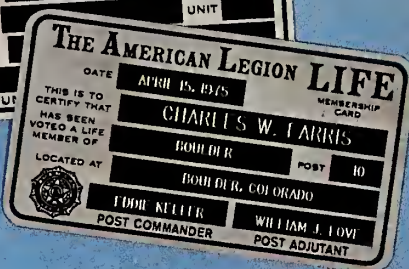 UNIT
UN
THE AMERICAN LEGION LIFE
MEMBERSHIP CARD
DATE APRIL 15, 1975
THIS IS TO CERTIFY THAT CHARLES W. FARRIS
HAS BEEN VOTED A LIFE MEMBER OF BOULDER POST 10
LOCATED AT BOULDER, COLORADO
EDDIE KELLER WILLIAM J. LOVE
POST COMMANDER POST ADJUTANT